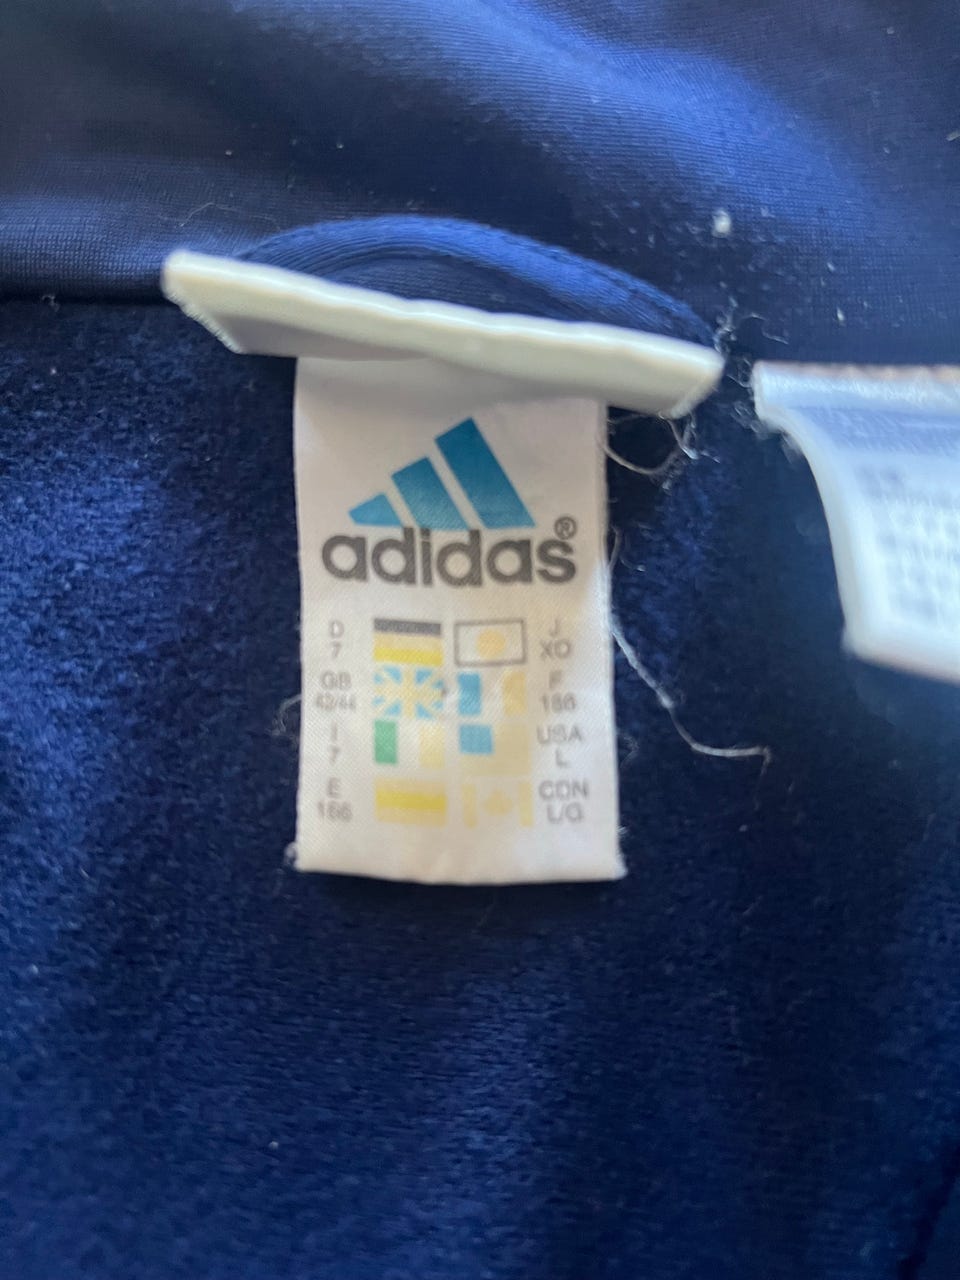 adidas®
D J
7 XO
GB F
42/44 186
I USA
7 L
E CDN
186 L/G